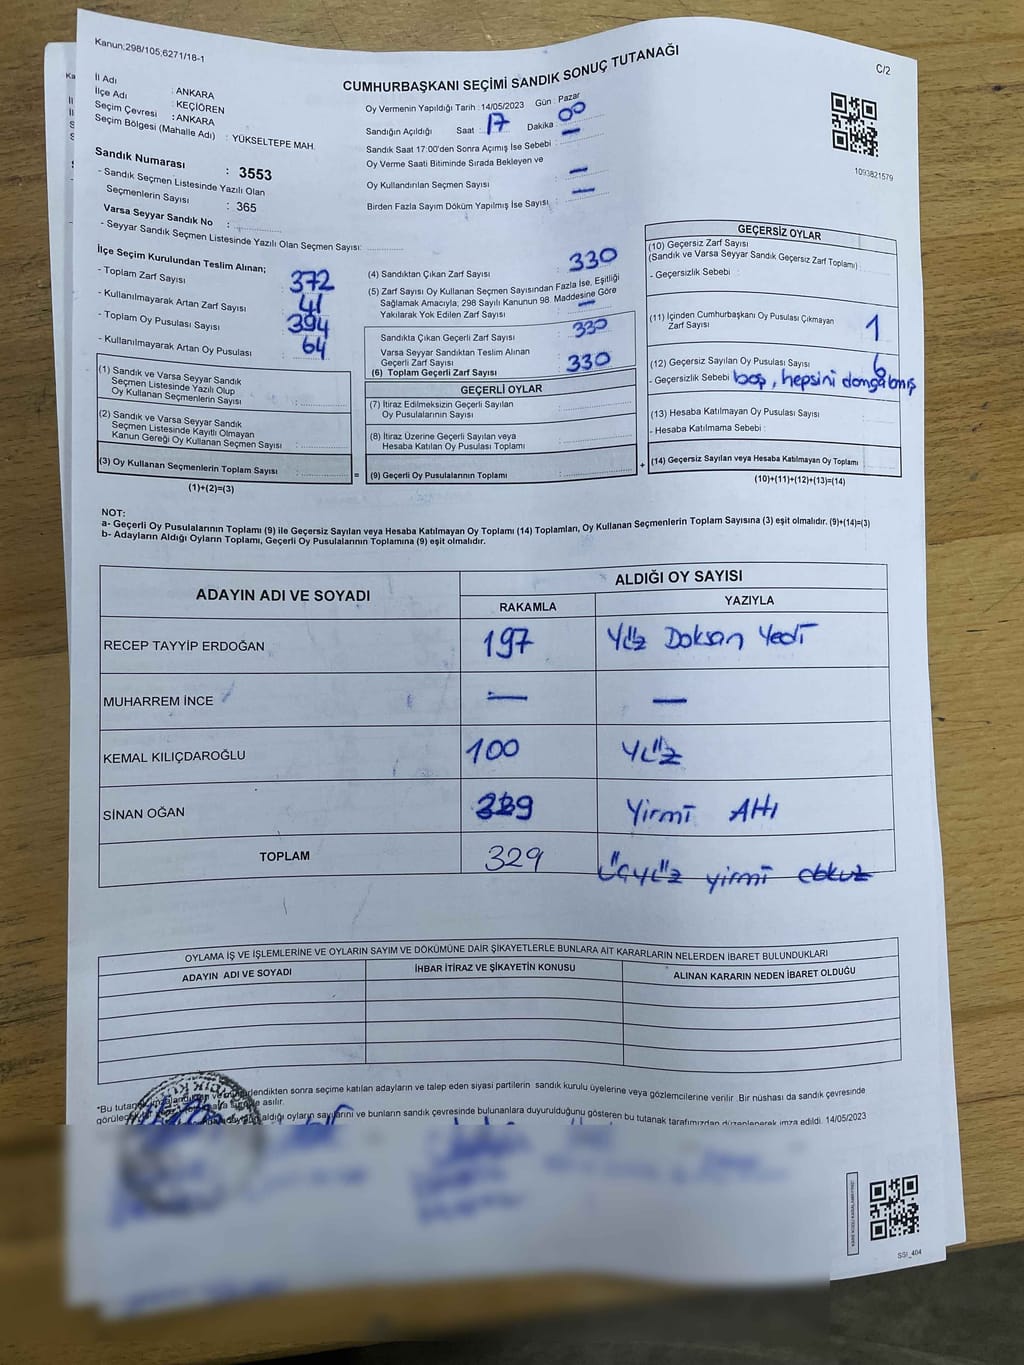 Kanun;298/105;6271/18-1
C/2
CUMHURBAŞKANI SEÇİMİ SANDIK SONUÇ TUTANAĞI
İl Adı : ANKARA
İlçe Adı : KEÇİÖREN
Seçim Çevresi : ANKARA
Seçim Bölgesi (Mahalle Adı) : YÜKSELTEPE MAH.
Sandık Numarası : 3553
- Sandık Seçmen Listesinde Yazılı Olan
Seçmenlerin Sayısı : 365
Varsa Seyyar Sandık No :
- Seyyar Sandık Seçmen Listesinde Yazılı Olan Seçmen Sayısı:
Oy Vermenin Yapıldığı Tarih : 14/05/2023 Gün : Pazar
Sandığın Açıldığı Saat : 17 Dakika : 00
Sandık Saat 17:00'den Sonra Açımış İse Sebebi : —
Oy Verme Saati Bitiminde Sırada Bekleyen ve
Oy Kullandırılan Seçmen Sayısı : —
Birden Fazla Sayım Döküm Yapılmış İse Sayısı : —
1093821579
İlçe Seçim Kurulundan Teslim Alınan;
- Toplam Zarf Sayısı : 372
- Kullanılmayarak Artan Zarf Sayısı : 41
- Toplam Oy Pusulası Sayısı : 394
- Kullanılmayarak Artan Oy Pusulası : 64
(1) Sandık ve Varsa Seyyar Sandık
Seçmen Listesinde Yazılı Olup
Oy Kullanan Seçmenlerin Sayısı :
(2) Sandık ve Varsa Seyyar Sandık
Seçmen Listesinde Kayıtlı Olmayan
Kanun Gereği Oy Kullanan Seçmen Sayısı :
(3) Oy Kullanan Seçmenlerin Toplam Sayısı :
(1)+(2)=(3)
(4) Sandıktan Çıkan Zarf Sayısı : 330
(5) Zarf Sayısı Oy Kullanan Seçmen Sayısından Fazla İse, Eşitliği
Sağlamak Amacıyla; 298 Sayılı Kanunun 98. Maddesine Göre
Yakılarak Yok Edilen Zarf Sayısı : —
Sandıkta Çıkan Geçerli Zarf Sayısı : 330
Varsa Seyyar Sandıktan Teslim Alınan
Geçerli Zarf Sayısı :
(6) Toplam Geçerli Zarf Sayısı : 330
GEÇERLİ OYLAR
(7) İtiraz Edilmeksizin Geçerli Sayılan
Oy Pusulalarının Sayısı :
(8) İtiraz Üzerine Geçerli Sayılan veya
Hesaba Katılan Oy Pusulası Toplamı :
= (9) Geçerli Oy Pusulalarının Toplamı :
GEÇERSİZ OYLAR
(10) Geçersiz Zarf Sayısı
(Sandık ve Varsa Seyyar Sandık Geçersiz Zarf Toplamı) :
- Geçersizlik Sebebi :
(11) İçinden Cumhurbaşkanı Oy Pusulası Çıkmayan
Zarf Sayısı : 1
(12) Geçersiz Sayılan Oy Pusulası Sayısı : 6
- Geçersizlik Sebebi : boş, hepsini
(13) Hesaba Katılmayan Oy Pusulası Sayısı :
- Hesaba Katılmama Sebebi :
+ (14) Geçersiz Sayılan veya Hesaba Katılmayan Oy Toplamı :
(10)+(11)+(12)+(13)=(14)
NOT:
a- Geçerli Oy Pusulalarının Toplamı (9) ile Geçersiz Sayılan veya Hesaba Katılmayan Oy Toplamı (14) Toplamları, Oy Kullanan Seçmenlerin Toplam Sayısına (3) eşit olmalıdır. (9)+(14)=(3)
b- Adayların Aldığı Oyların Toplamı, Geçerli Oy Pusulalarının Toplamına (9) eşit olmalıdır.
ADAYIN ADI VE SOYADI
ALDIĞI OY SAYISI
RAKAMLA YAZIYLA
RECEP TAYYİP ERDOĞAN 197 Yüz Doksan Yedi
MUHARREM İNCE — —
KEMAL KILIÇDAROĞLU 100 Yüz
SİNAN OĞAN Yirmi Altı
TOPLAM 329 Üçyüz yirmi
OYLAMA İŞ VE İŞLEMLERİNE VE OYLARIN SAYIM VE DÖKÜMÜNE DAİR ŞİKAYETLERLE BUNLARA AİT KARARLARIN NELERDEN İBARET BULUNDUKLARI
ADAYIN ADI VE SOYADI
İHBAR İTİRAZ VE ŞİKAYETİN KONUSU
ALINAN KARARIN NEDEN İBARET OLDUĞU
*Bu sonra seçime katılan adayların ve talep eden siyasi partilerin sandık kurulu üyelerine veya gözlemcilerine verilir .Bir nüshası da sandık çevresinde
asılır.
aldığı oyların sayılarını ve bunların sandık çevresinde bulunanlara duyurulduğunu gösteren bu tutanak tarafımızdan düzenlenerek imza edildi. 14/05/2023
SGI_404